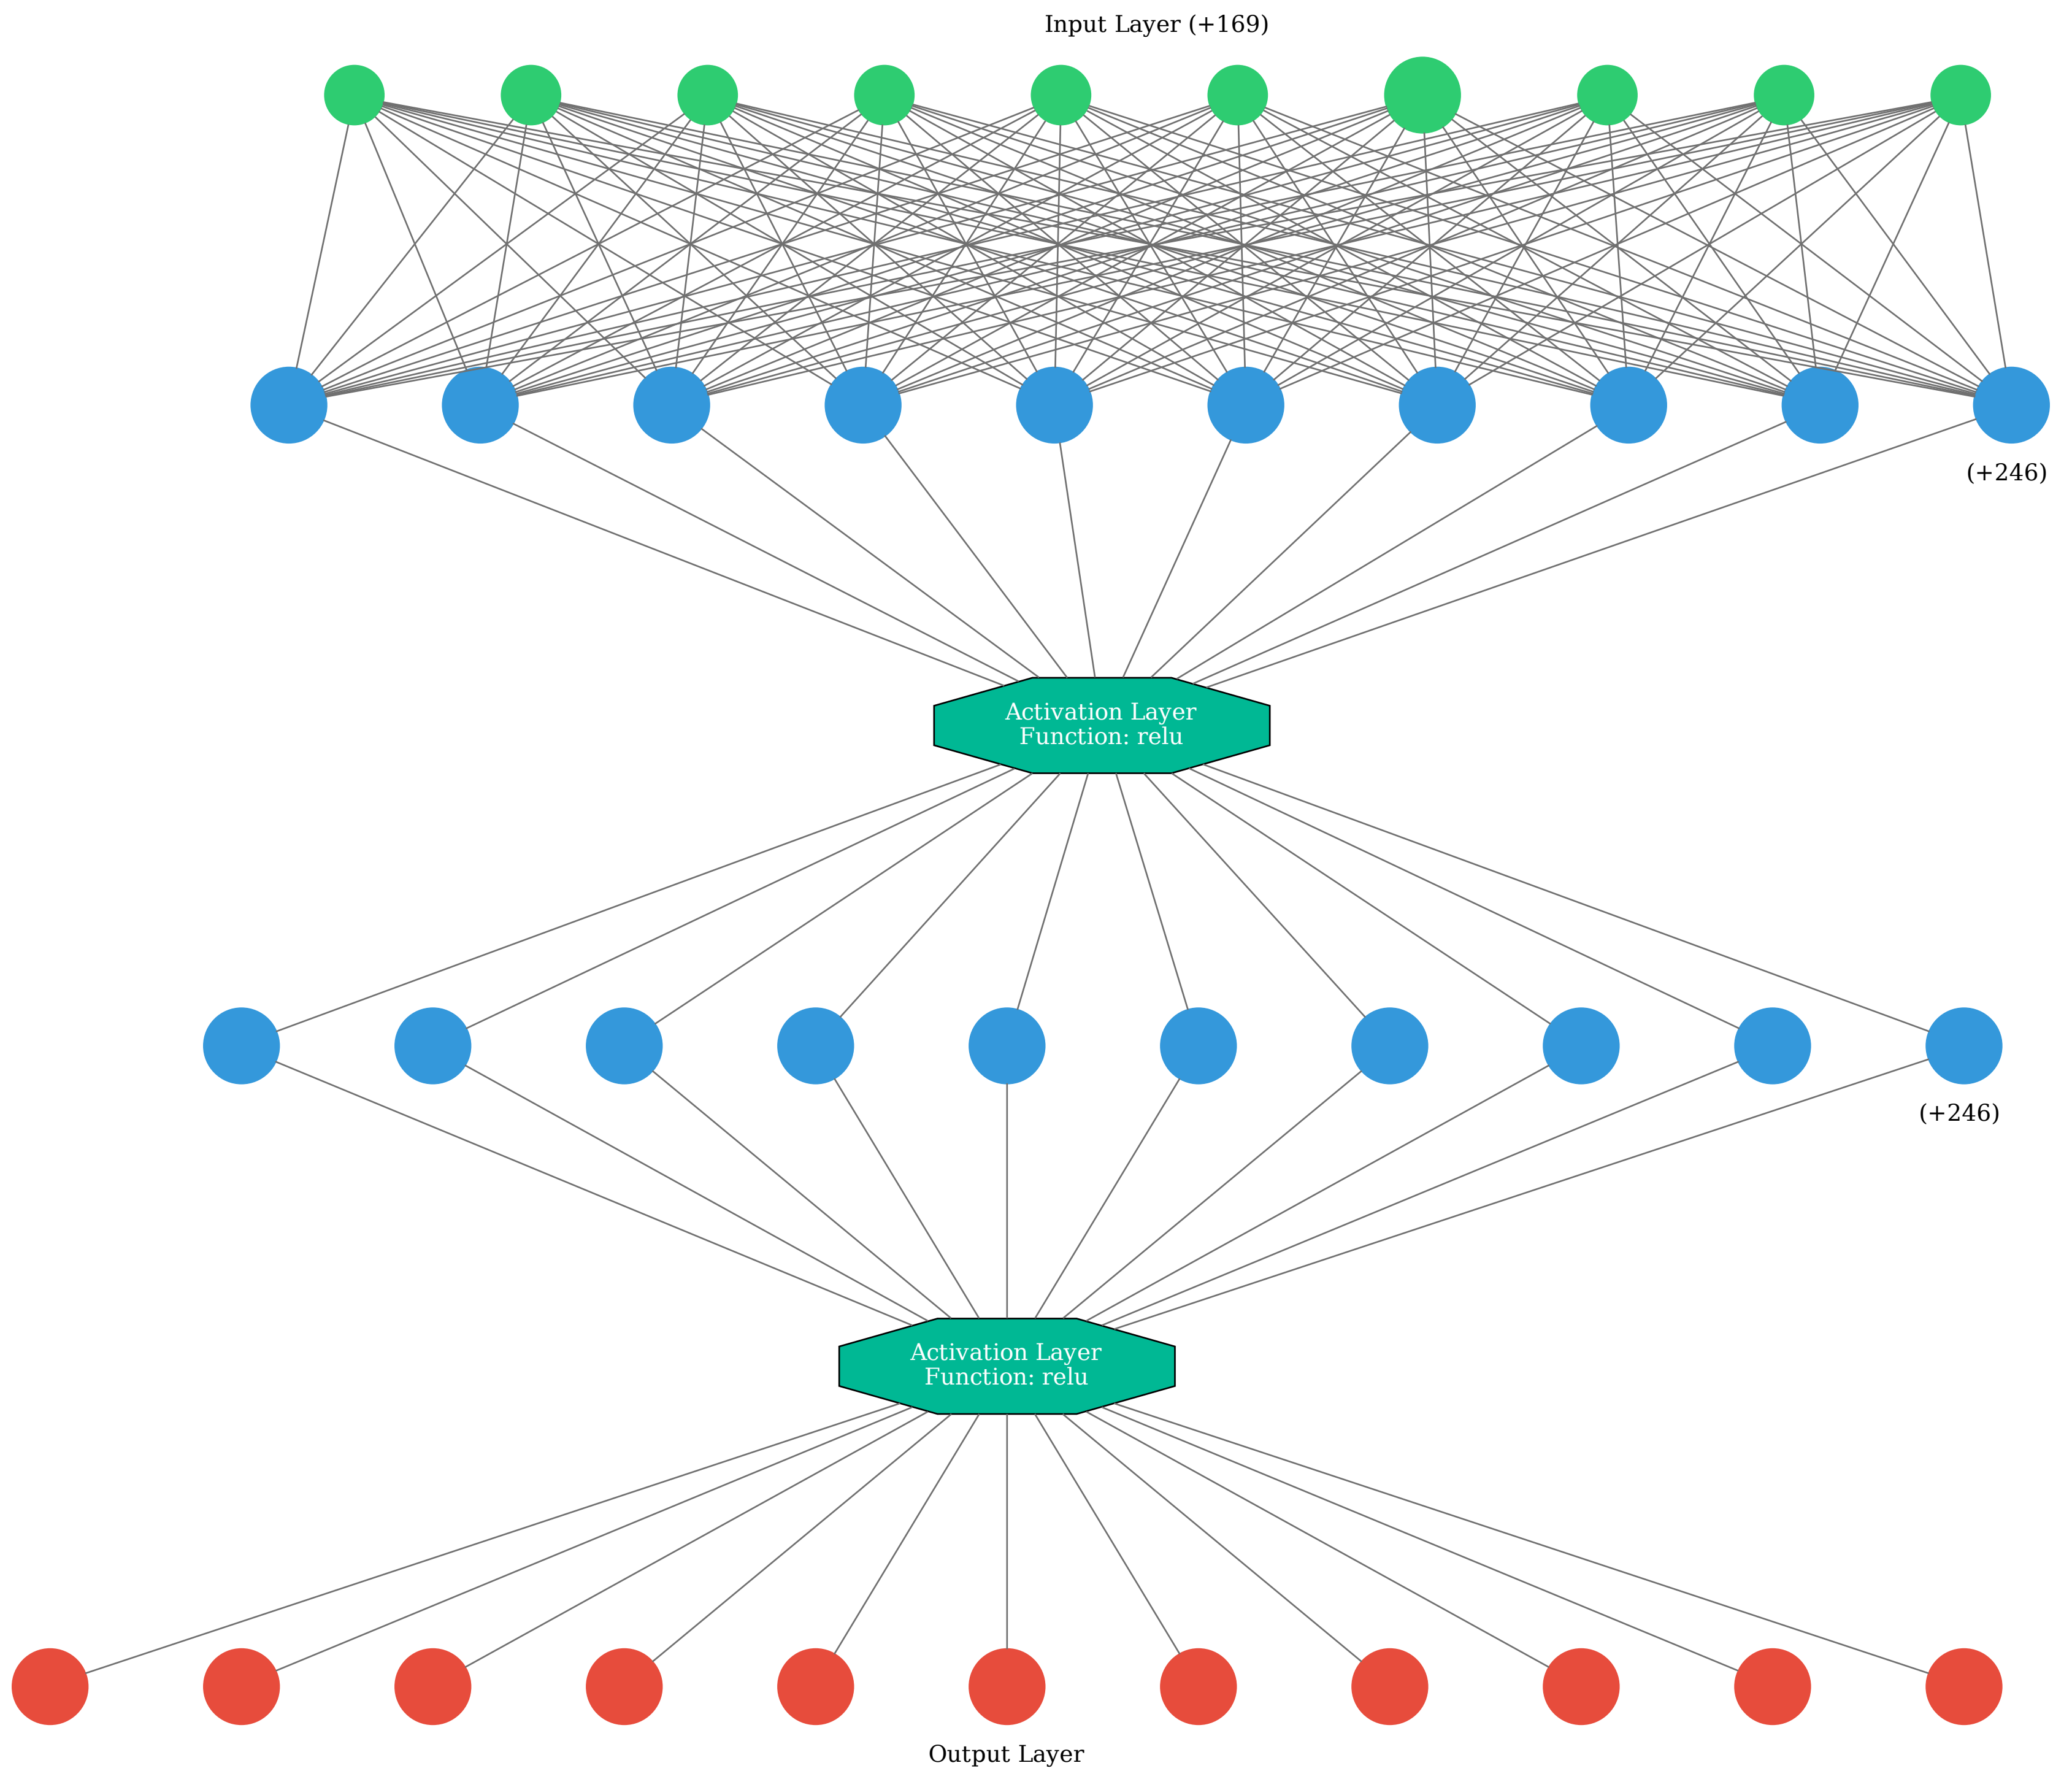 Input Layer (+169)
(+246)
Activation Layer
Function: relu
(+246)
Activation Layer
Function: relu
Output Layer